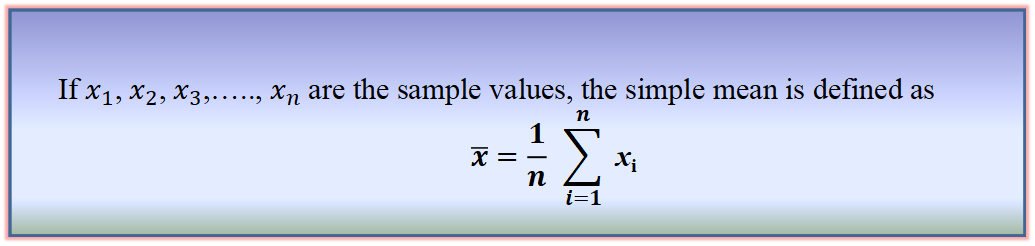 If x₁, x₂, x₃,....., xₙ are the sample values, the simple mean is defined as
x̅ = 1/n ∑ᵢ₌₁ⁿ xᵢ